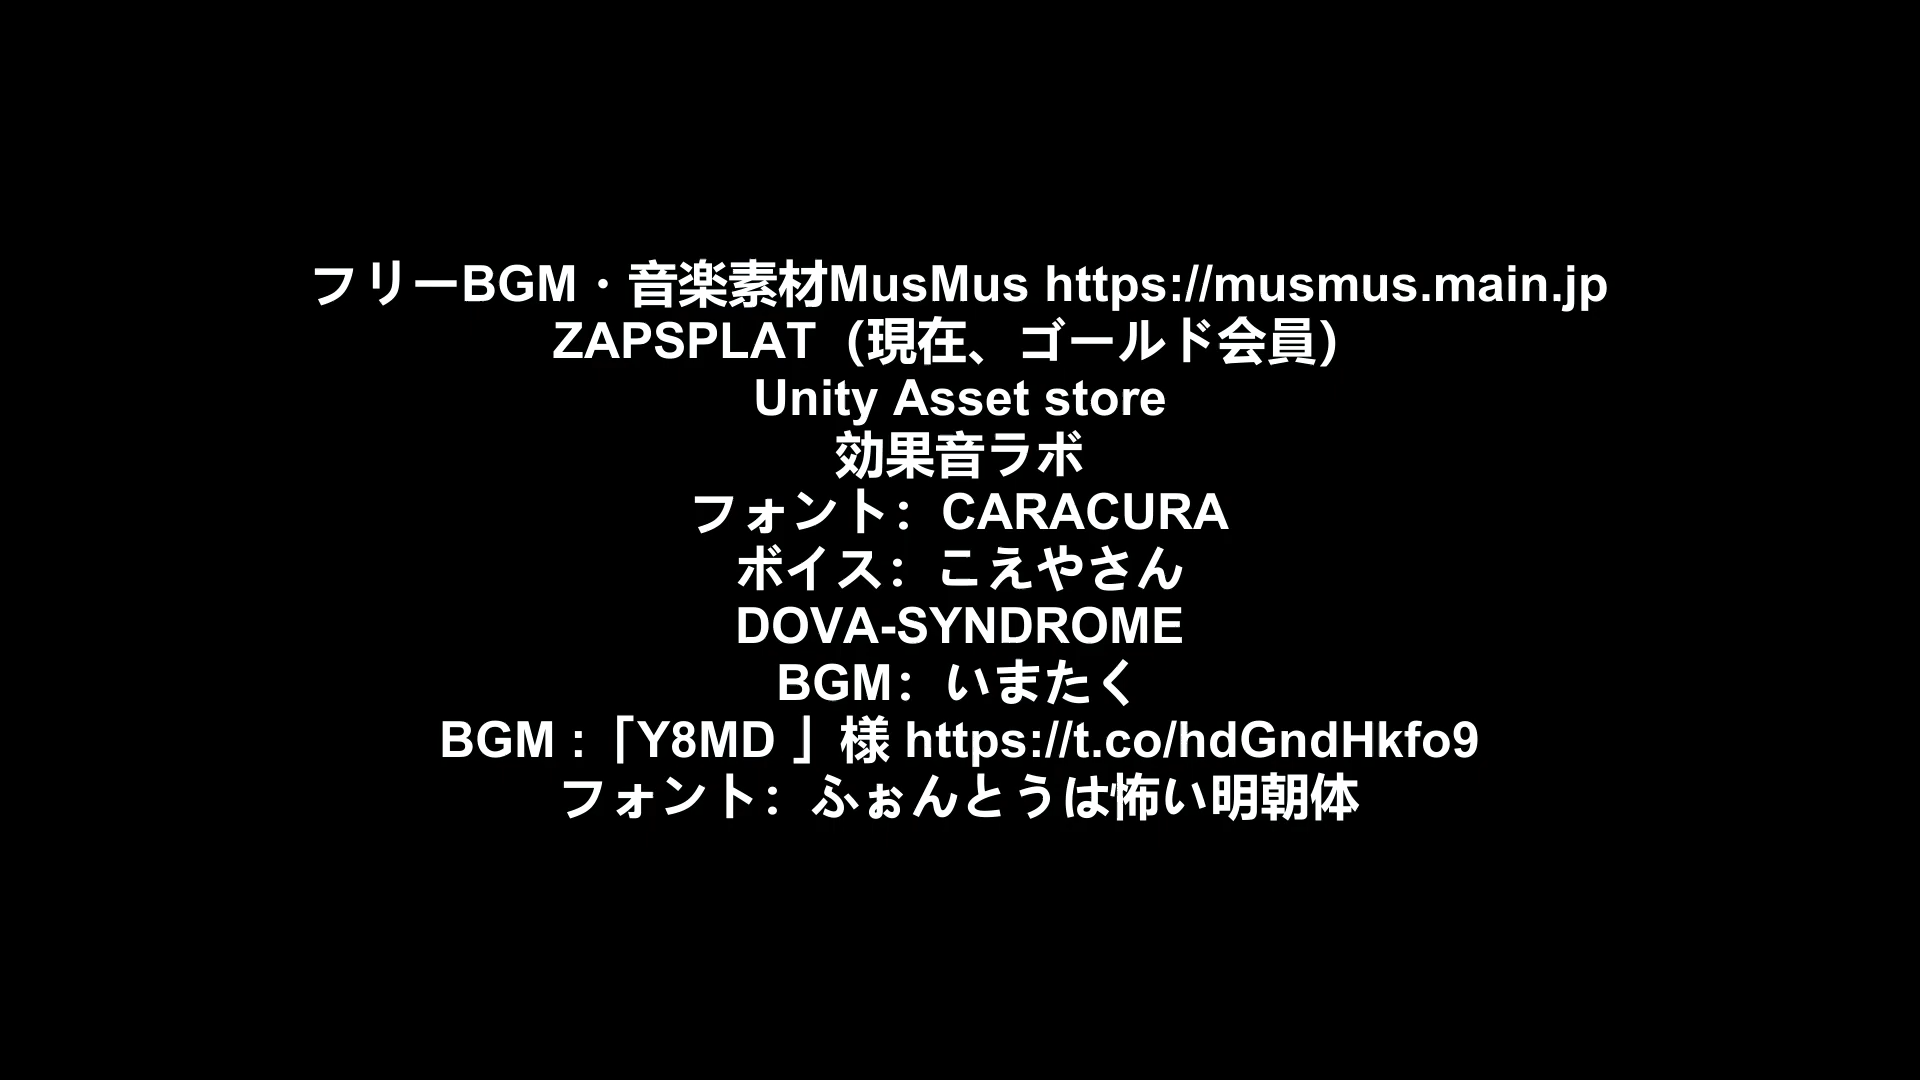 フリーBGM・音楽素材MusMus https://musmus.main.jp
ZAPSPLAT（現在、ゴールド会員）
Unity Asset store
効果音ラボ
フォント：CARACURA
ボイス：こえやさん
DOVA-SYNDROME
BGM：いまたく
BGM :「Y8MD 」様 https://t.co/hdGndHkfo9
フォント：ふぉんとうは怖い明朝体